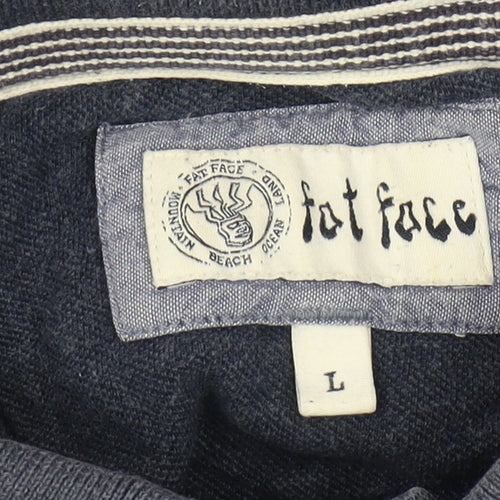 FAT FACE · LAND · OCEAN · BEACH · MOUNTAIN ·
fat face
L